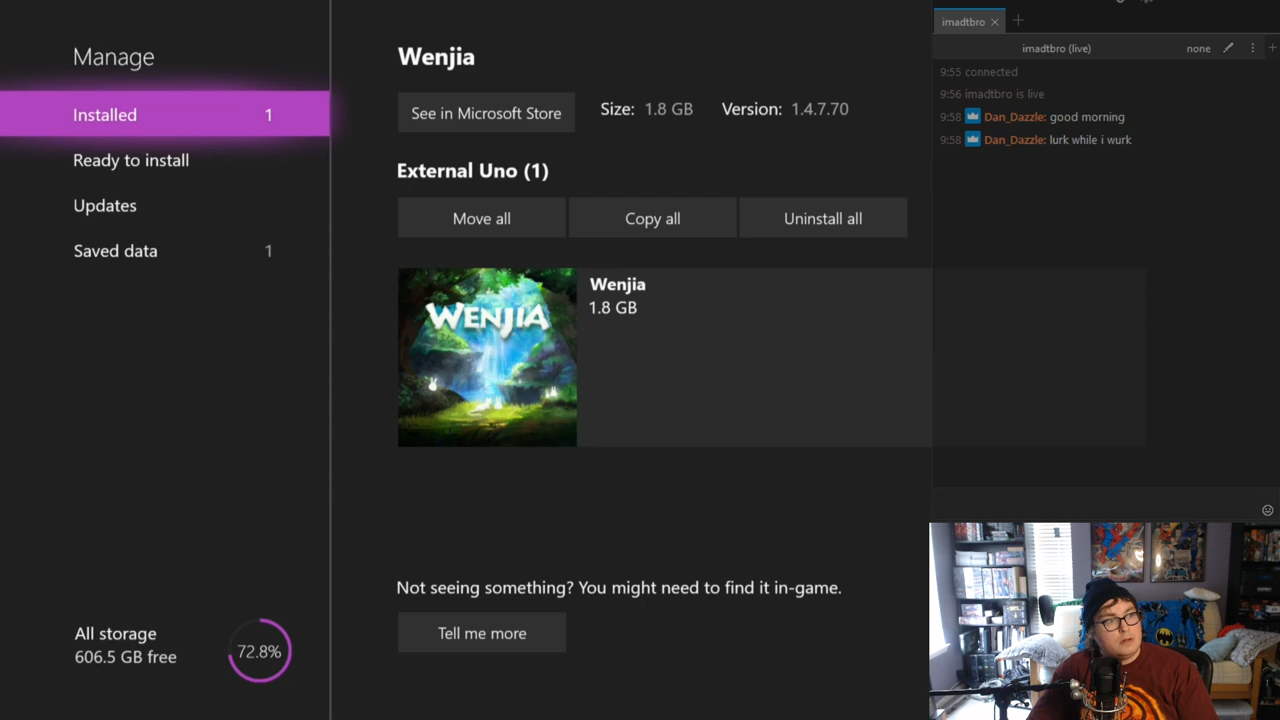 Manage
Installed 1
Ready to install
Updates
Saved data 1
All storage
606.5 GB free
72.8%
Wenjia
See in Microsoft Store
Size: 1.8 GB
Version: 1.4.7.70
External Uno (1)
Move all
Copy all
Uninstall all
WENJIA
Wenjia
1.8 GB
Not seeing something? You might need to find it in-game.
Tell me more
imadtbro
imadtbro (live)
none
9:55 connected
9:56 imadtbro is live
9:58 Dan_Dazzle: good morning
9:58 Dan_Dazzle: lurk while i wurk